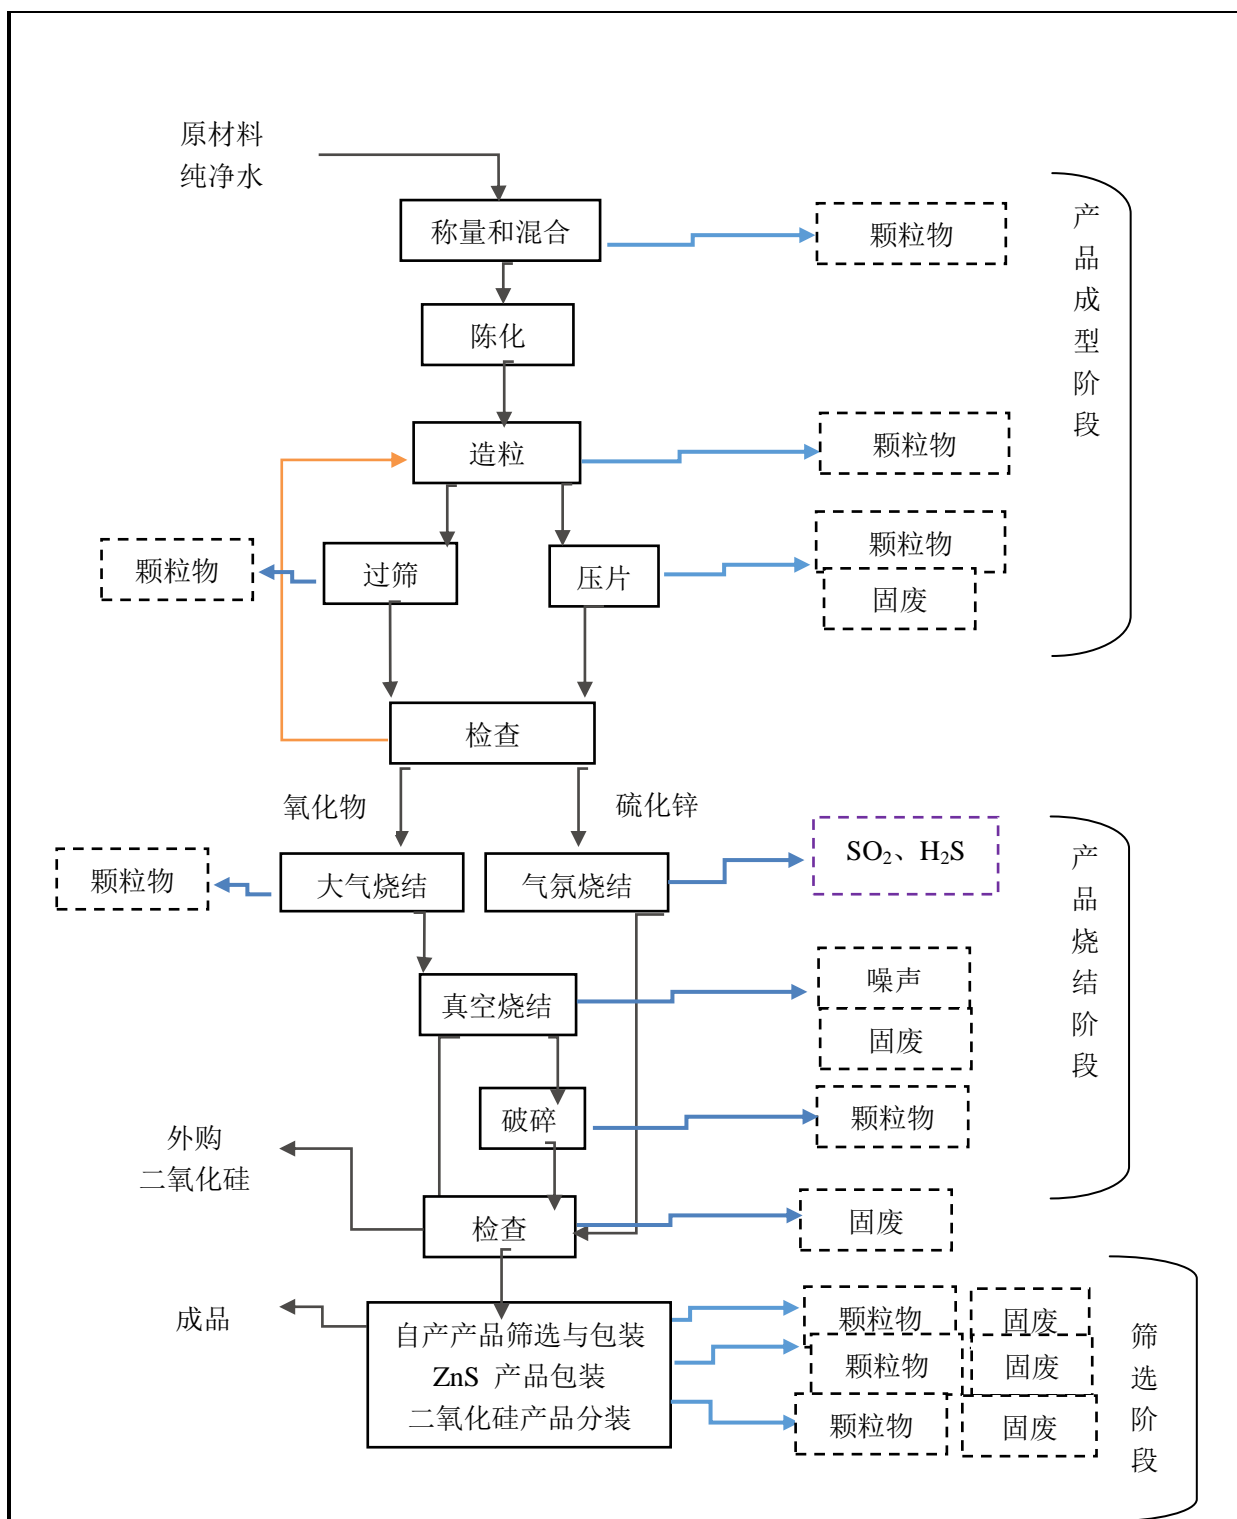 原材料
纯净水
称量和混合
颗粒物
产品成型阶段
陈化
造粒
颗粒物
颗粒物
过筛
压片
颗粒物
固废
检查
氧化物
硫化锌
SO₂、H₂S
产品烧结阶段
颗粒物
大气烧结
气氛烧结
真空烧结
噪声
固废
破碎
颗粒物
外购
二氧化硅
检查
固废
成品
自产产品筛选与包装
ZnS 产品包装
二氧化硅产品分装
颗粒物
固废
颗粒物
固废
颗粒物
固废
筛选阶段